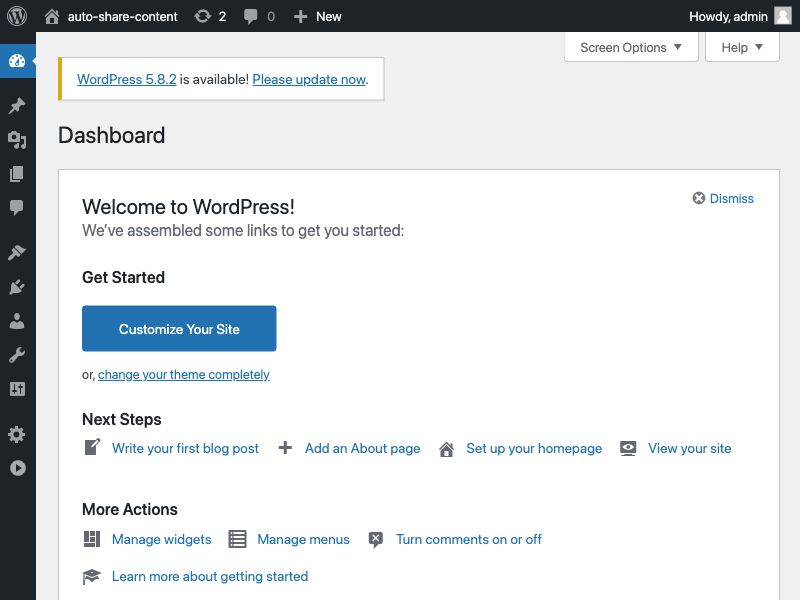 auto-share-content 2 0 New Howdy, admin
Screen Options Help
WordPress 5.8.2 is available! Please update now.
Dashboard
Welcome to WordPress!
Dismiss
We've assembled some links to get you started:
Get Started
Customize Your Site
or, change your theme completely
Next Steps
Write your first blog post Add an About page Set up your homepage View your site
More Actions
Manage widgets Manage menus Turn comments on or off
Learn more about getting started